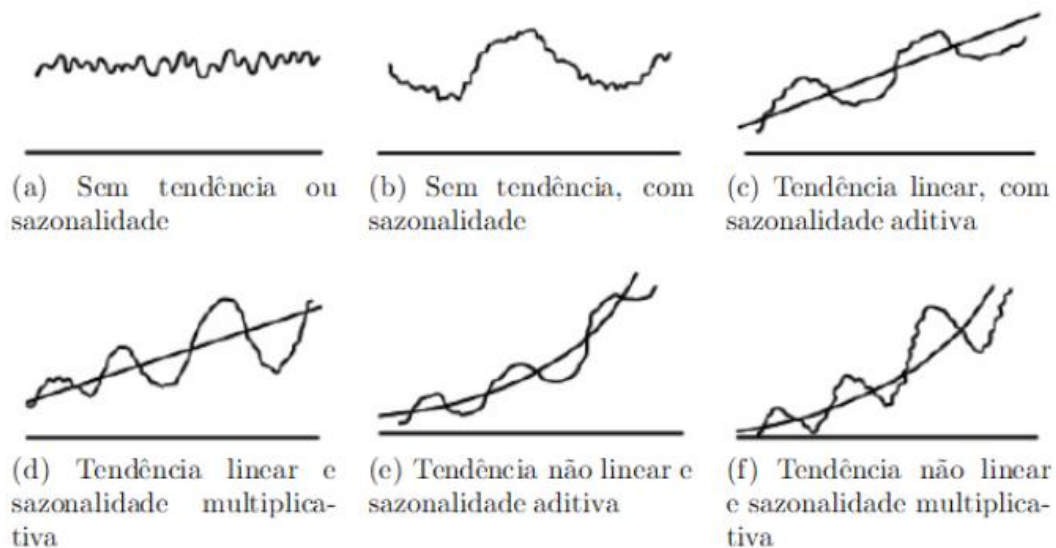 (a) Sem tendência ou
sazonalidade
(b) Sem tendência, com
sazonalidade
(c) Tendência linear, com
sazonalidade aditiva
(d) Tendência linear e
sazonalidade multiplica-
tiva
(e) Tendência não linear e
sazonalidade aditiva
(f) Tendência não linear
e sazonalidade multiplica-
tiva